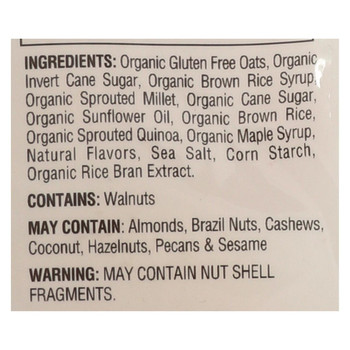 INGREDIENTS: Organic Gluten Free Oats, Organic
Invert Cane Sugar, Organic Brown Rice Syrup,
Organic Sprouted Millet, Organic Cane Sugar,
Organic Sunflower Oil, Organic Brown Rice,
Organic Sprouted Quinoa, Organic Maple Syrup,
Natural Flavors, Sea Salt, Corn Starch,
Organic Rice Bran Extract.
CONTAINS: Walnuts
MAY CONTAIN: Almonds, Brazil Nuts, Cashews,
Coconut, Hazelnuts, Pecans & Sesame
WARNING: MAY CONTAIN NUT SHELL
FRAGMENTS.